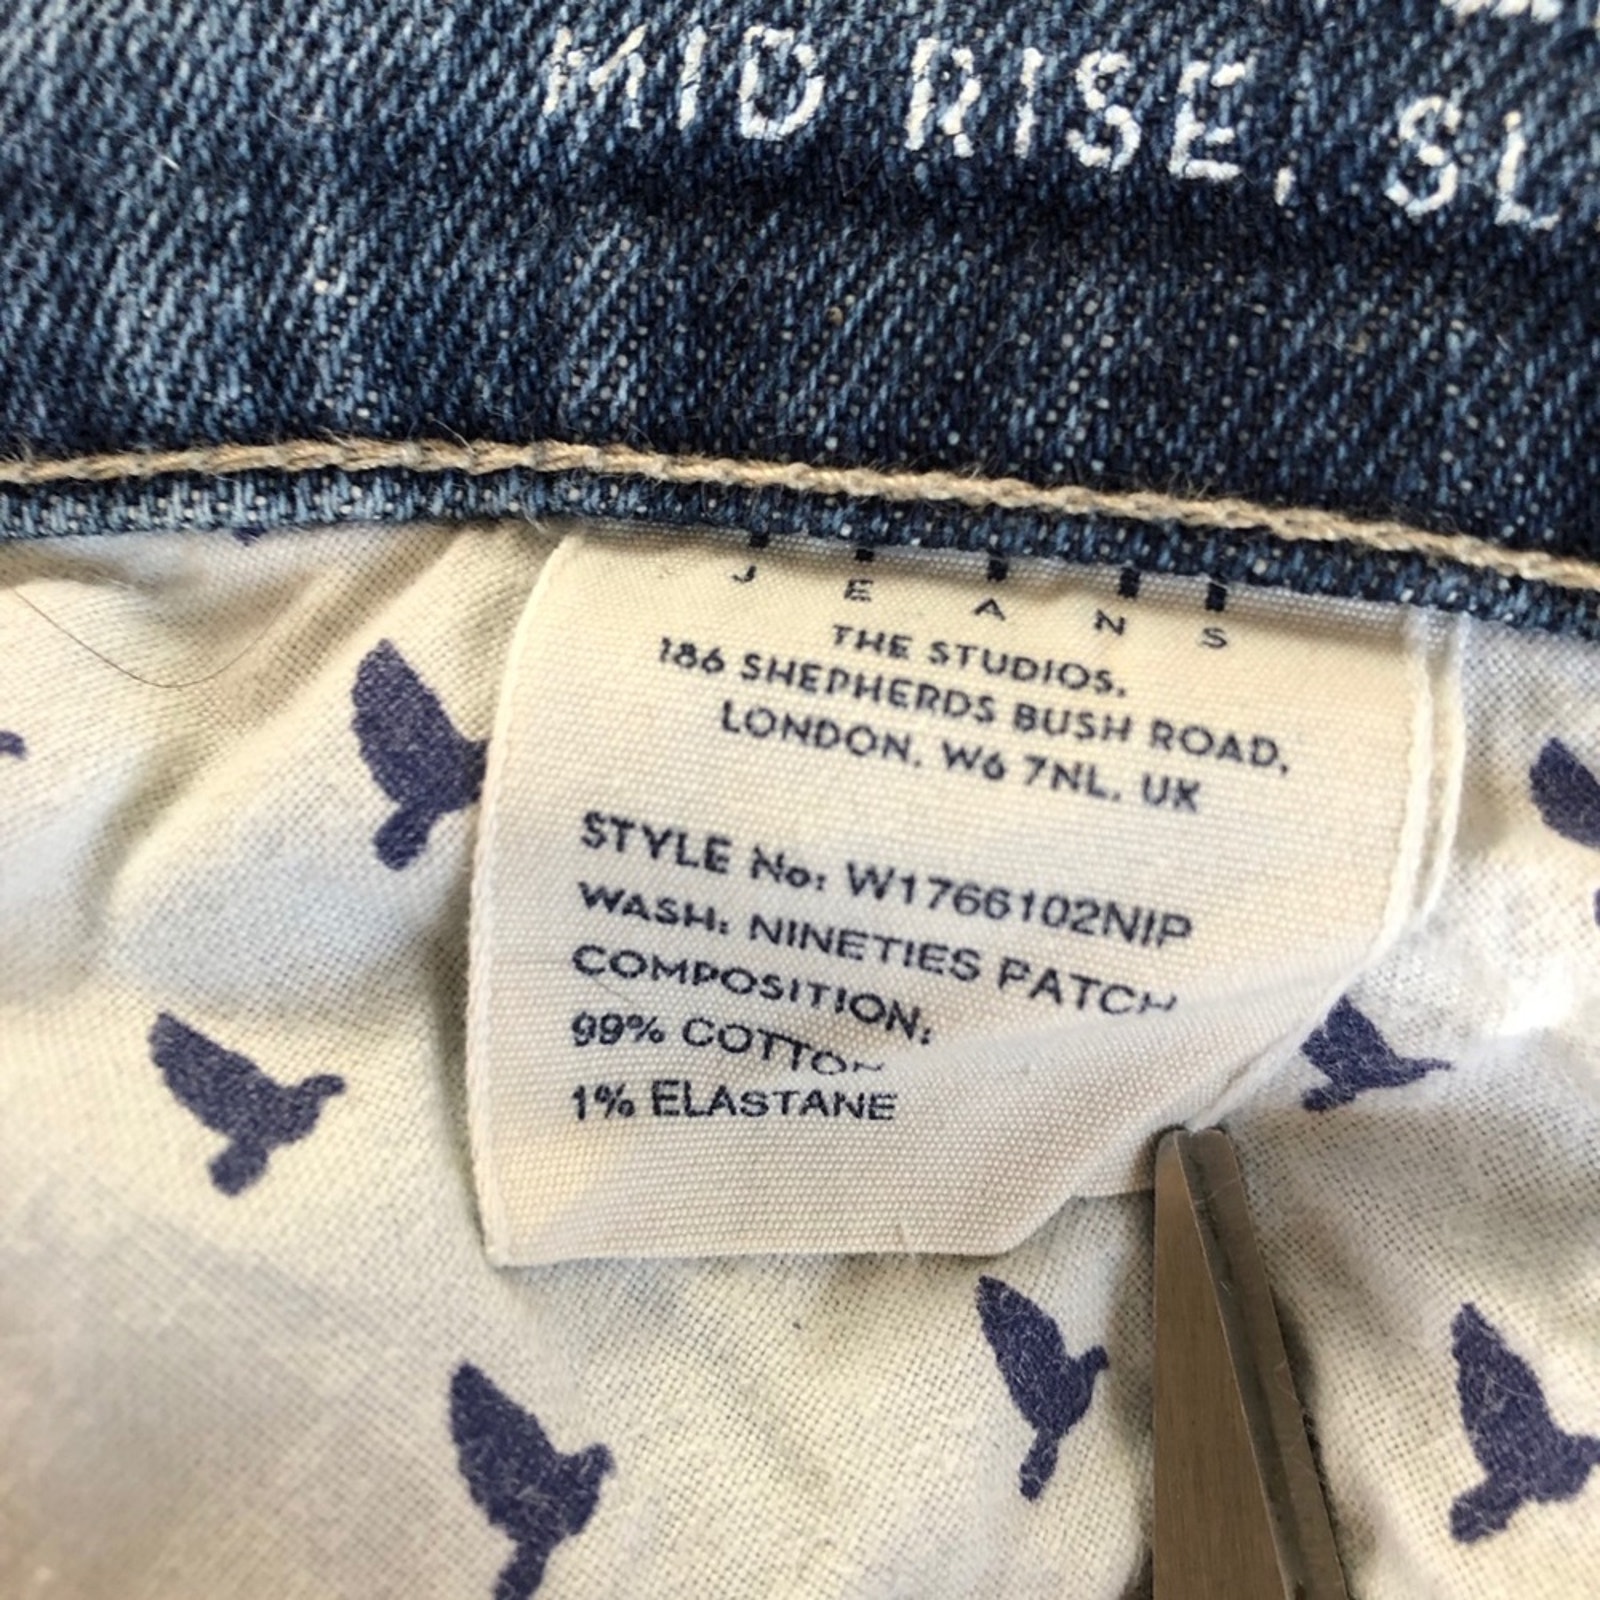 MID RISE, SL
JEANS
THE STUDIOS,
186 SHEPHERDS BUSH ROAD,
LONDON, W6 7NL, UK
STYLE No: W1766102NIP
WASH: NINETIES PATCH
COMPOSITION:
99% COTTON
1% ELASTANE